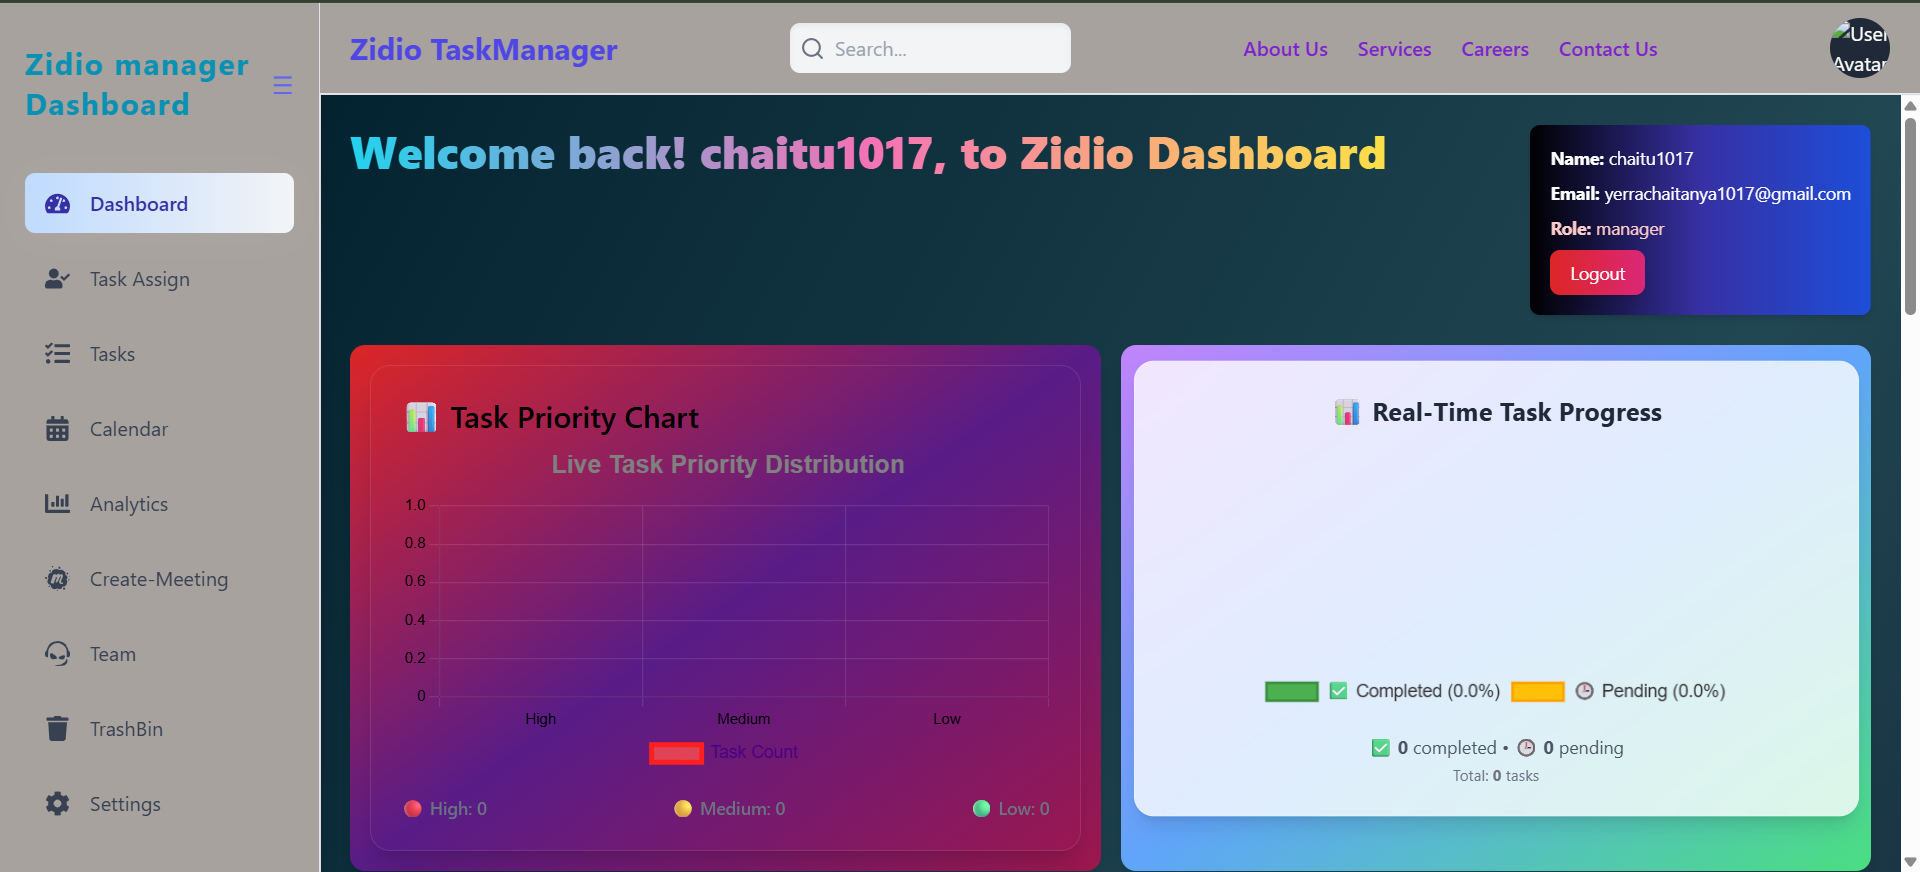 Zidio manager
Dashboard
Dashboard
Task Assign
Tasks
Calendar
Analytics
Create-Meeting
Team
TrashBin
Settings
Zidio TaskManager
Search...
About Us
Services
Careers
Contact Us
User
Avatar
Welcome back! chaitu1017, to Zidio Dashboard
Name: chaitu1017
Email: yerrachaitanya1017@gmail.com
Role: manager
Logout
Task Priority Chart
Live Task Priority Distribution
1.0
0.8
0.6
0.4
0.2
0
High Medium Low
Task Count
High: 0 Medium: 0 Low: 0
Real-Time Task Progress
Completed (0.0%) Pending (0.0%)
0 completed • 0 pending
Total: 0 tasks